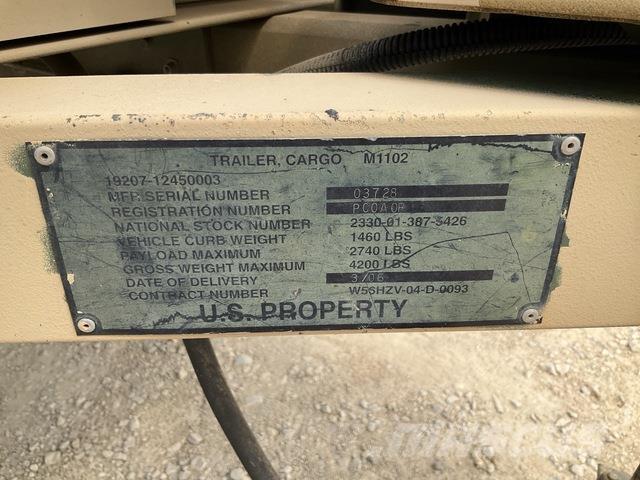 TRAILER, CARGO M1102
19207-12450003
MFR SERIAL NUMBER 03728
REGISTRATION NUMBER
NATIONAL STOCK NUMBER 2330-01-387-5426
VEHICLE CURB WEIGHT 1460 LBS
PAYLOAD MAXIMUM 2740 LBS
GROSS WEIGHT MAXIMUM 4200 LBS
DATE OF DELIVERY 3/06
CONTRACT NUMBER W56HZV-04-D-0093
U.S. PROPERTY